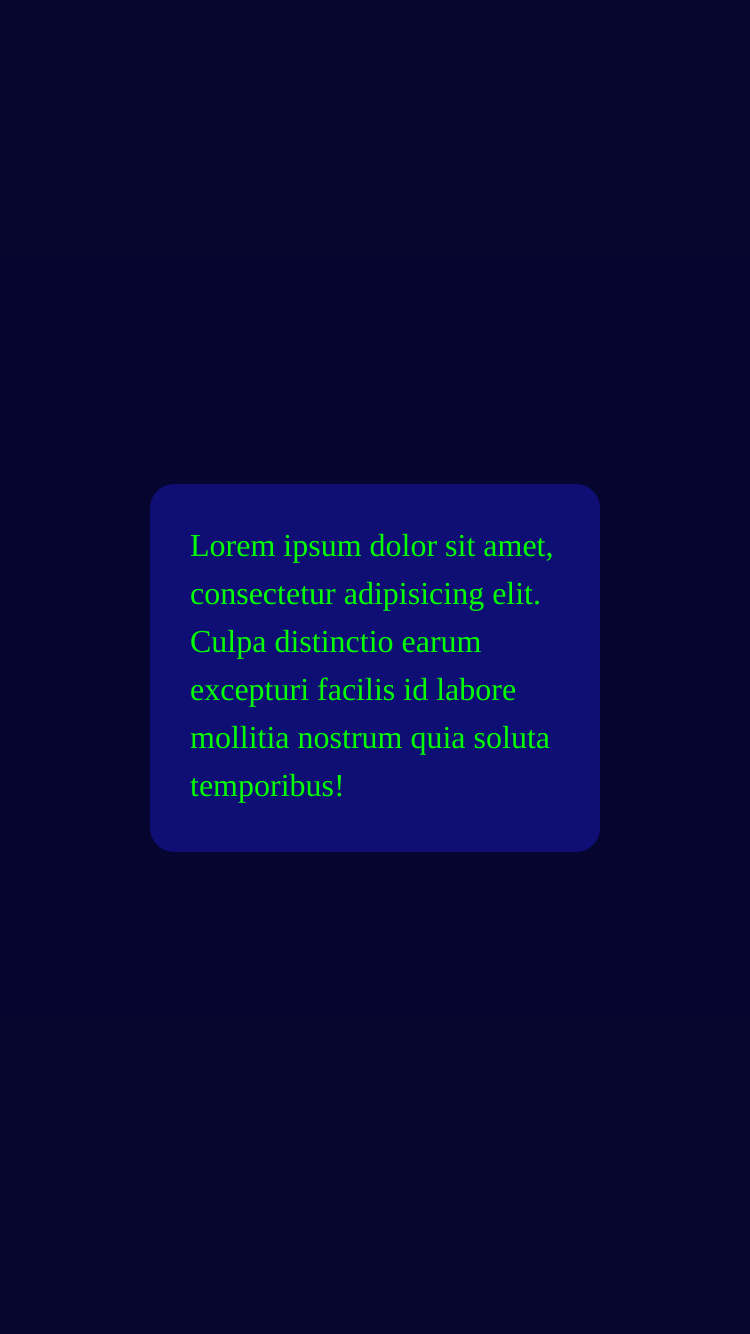 Lorem ipsum dolor sit amet,
consectetur adipisicing elit.
Culpa distinctio earum
excepturi facilis id labore
mollitia nostrum quia soluta
temporibus!